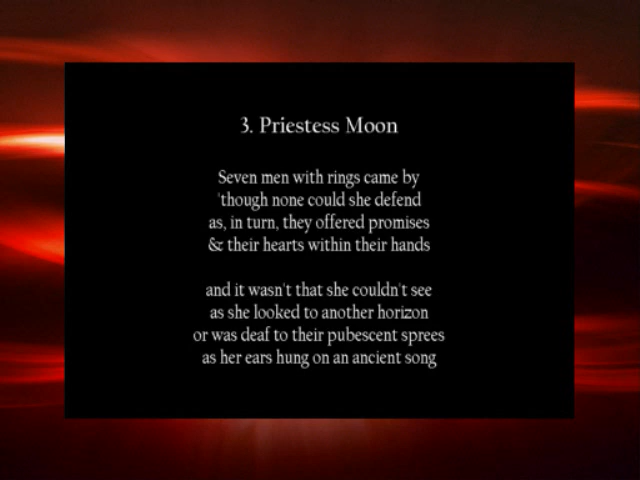 3. Priestess Moon
Seven men with rings came by
'though none could she defend
as, in turn, they offered promises
& their hearts within their hands
and it wasn't that she couldn't see
as she looked to another horizon
or was deaf to their pubescent sprees
as her ears hung on an ancient song